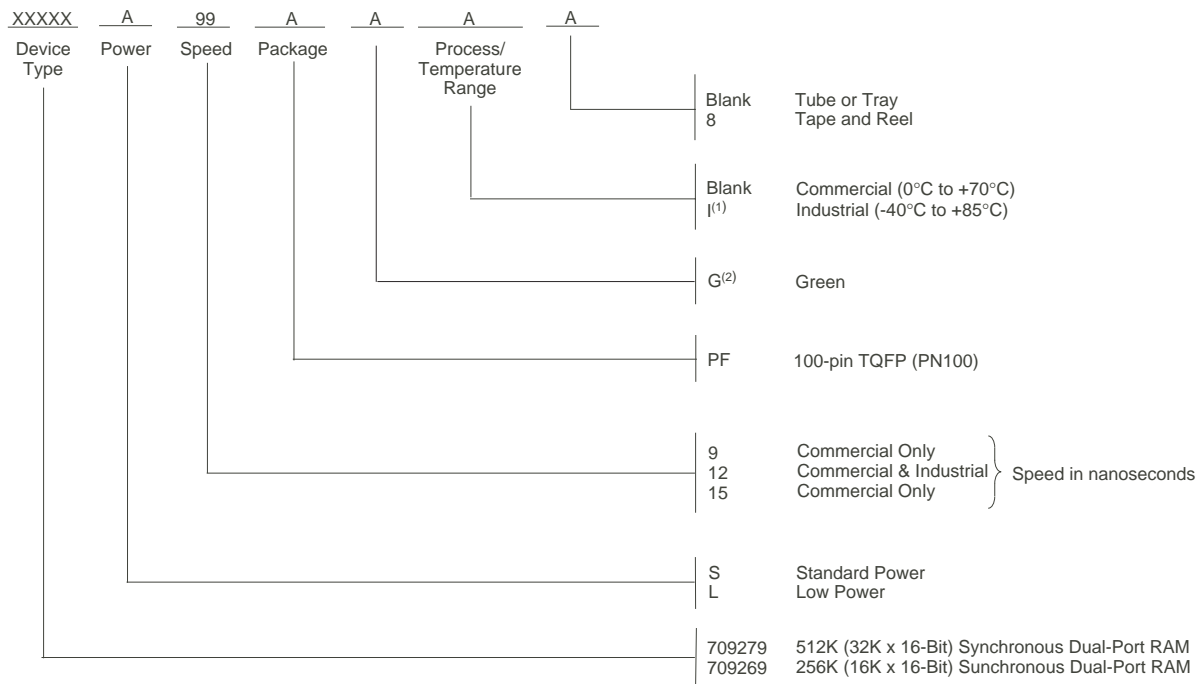 XXXXX A 99 A A A A
Device Type Power Speed Package Process/ Temperature Range
Blank Tube or Tray
8 Tape and Reel
Blank Commercial (0°C to +70°C)
I(1) Industrial (-40°C to +85°C)
G(2) Green
PF 100-pin TQFP (PN100)
9 Commercial Only
12 Commercial & Industrial Speed in nanoseconds
15 Commercial Only
S Standard Power
L Low Power
709279 512K (32K x 16-Bit) Synchronous Dual-Port RAM
709269 256K (16K x 16-Bit) Sunchronous Dual-Port RAM